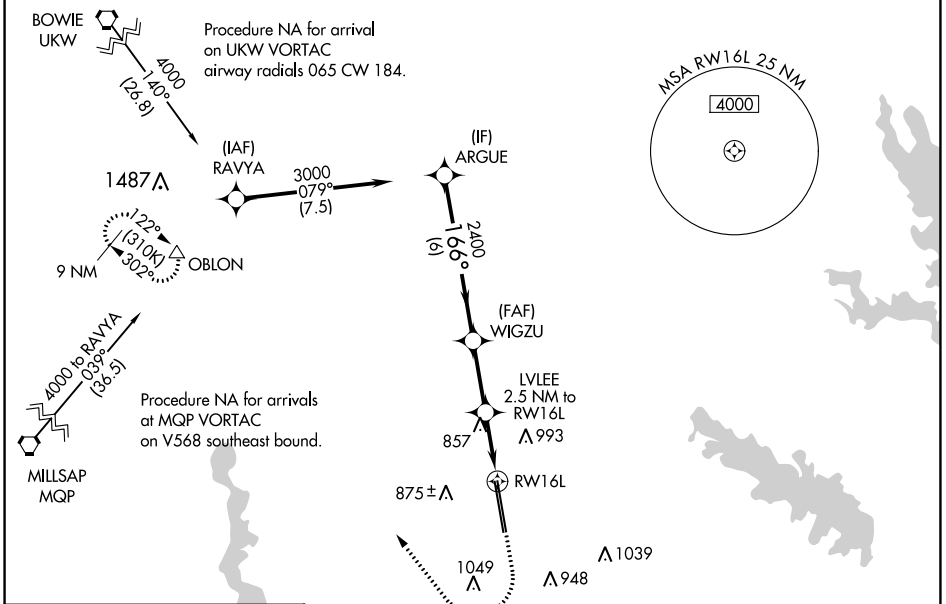 BOWIE
UKW
4000
140°
(26.8)
Procedure NA for arrival
on UKW VORTAC
airway radials 065 CW 184.
MSA RW16L 25 NM
4000
(IAF)
RAVYA
3000
079°
(7.5)
(IF)
ARGUE
1487
122°
(310K)
302°
9 NM
OBLON
2400
166°
(6)
(FAF)
WIGZU
4000 to RAVYA
039°
(36.5)
Procedure NA for arrivals
at MQP VORTAC
on V568 southeast bound.
MILLSAP
MQP
LVLEE
2.5 NM to
RW16L
857
993
RW16L
875±
1049
948
1039